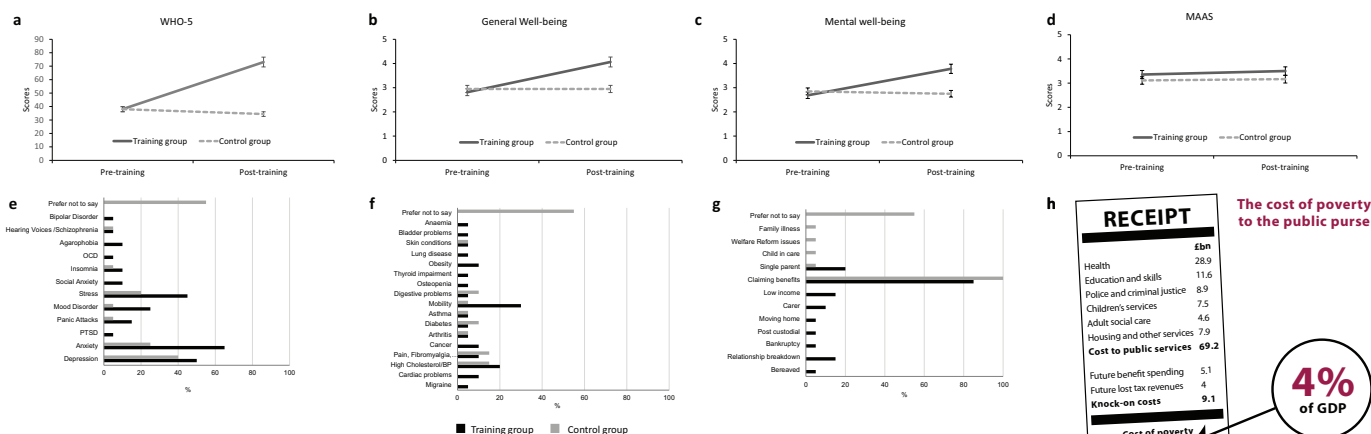 a
WHO-5
90
80
70
60
50
40
30
20
10
0
Scores
Training group
Control group
Pre-training
Post-training
b
General Well-being
5
4
3
2
1
0
Scores
Training group
Control group
Pre-training
Post-training
c
Mental well-being
5
4
3
2
1
0
Scores
Training group
Control group
Pre-training
Post-training
d
MAAS
5
4
3
2
1
0
Scores
Training group
Control group
Pre-training
Post-training
e
Prefer not to say
Bipolar Disorder
Hearing Voices /Schizophrenia
Agarophobia
OCD
Insomnia
Social Anxiety
Stress
Mood Disorder
Panic Attacks
PTSD
Anxiety
Depression
0 20 40 60 80 100
%
f
Prefer not to say
Anaemia
Bladder problems
Skin conditions
Lung disease
Obesity
Thyroid impairment
Osteopenia
Digestive problems
Mobility
Asthma
Diabetes
Arthritis
Cancer
Pain, Fibromyalgia,...
High Cholesterol/BP
Cardiac problems
Migraine
0 20 40 60 80 100
%
Training group
Control group
g
Prefer not to say
Family illness
Welfare Reform issues
Child in care
Single parent
Claiming benefits
Low income
Carer
Moving home
Post custodial
Bankruptcy
Relationship breakdown
Bereaved
0 20 40 60 80 100
%
h
The cost of poverty
to the public purse
RECEIPT
£bn
Health 28.9
Education and skills 11.6
Police and criminal justice 8.9
Children's services 7.5
Adult social care 4.6
Housing and other services 7.9
Cost to public services 69.2
Future benefit spending 5.1
Future lost tax revenues 4
Knock-on costs 9.1
Cost of poverty
4%
of GDP